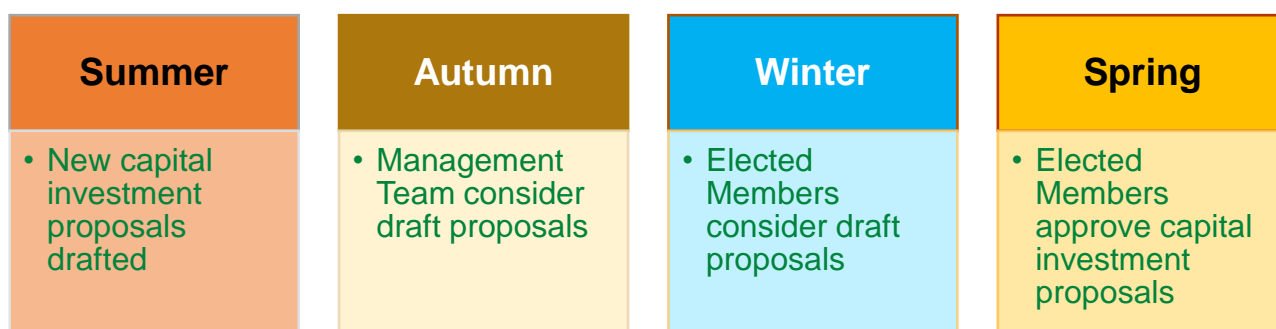 Summer
• New capital
investment
proposals
drafted
Autumn
• Management
Team consider
draft proposals
Winter
• Elected
Members
consider draft
proposals
Spring
• Elected
Members
approve capital
investment
proposals